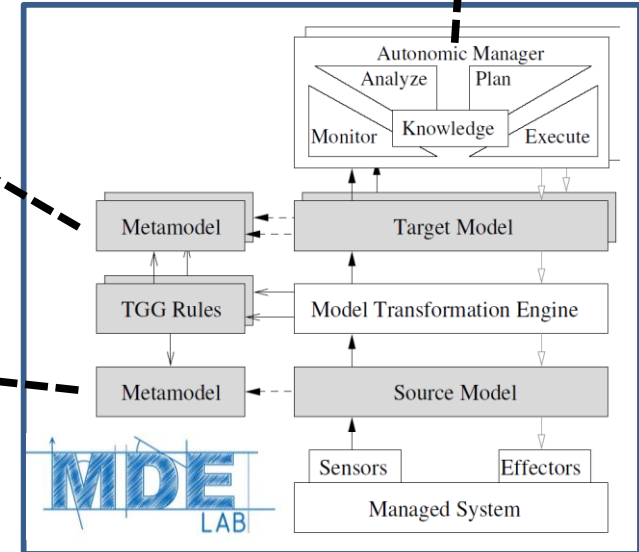 Autonomic Manager
Analyze Plan
Monitor Knowledge Execute
Metamodel Target Model
TGG Rules Model Transformation Engine
Metamodel Source Model
Sensors Effectors
Managed System
MDE
LAB